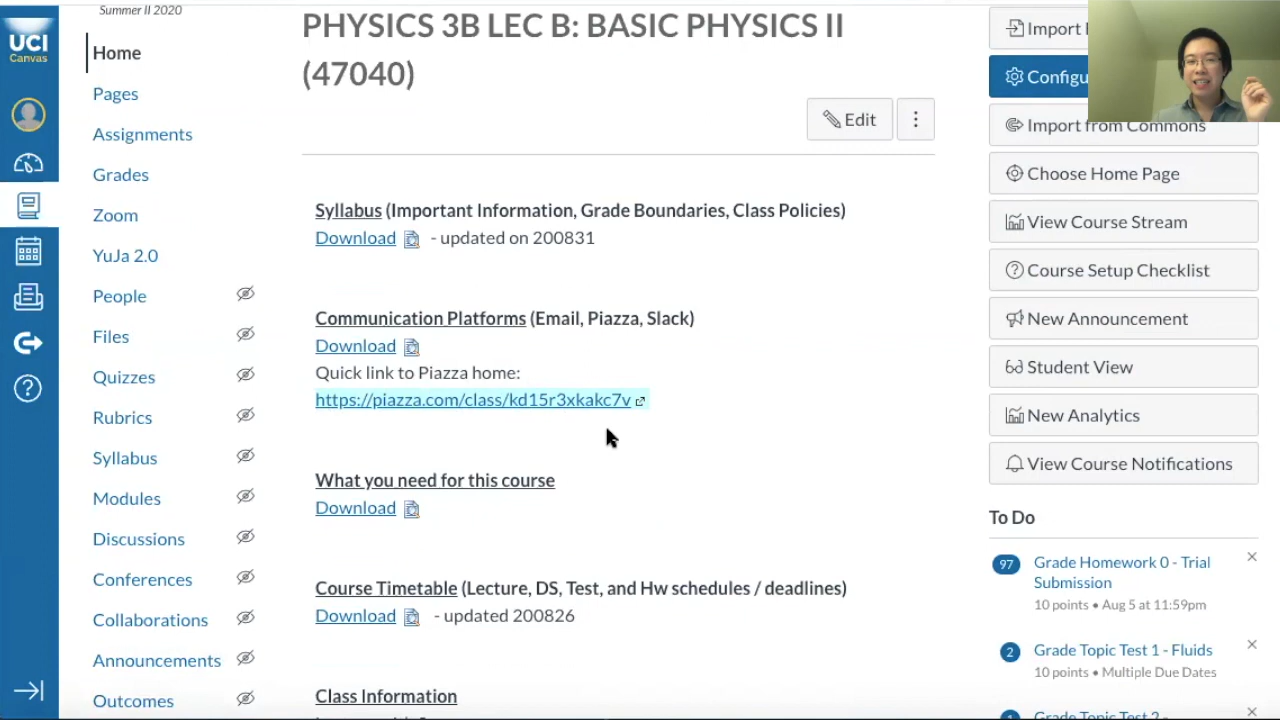 Summer II 2020
UCI
Canvas
Home
Pages
Assignments
Grades
Zoom
YuJa 2.0
People
Files
Quizzes
Rubrics
Syllabus
Modules
Discussions
Conferences
Collaborations
Announcements
Outcomes
PHYSICS 3B LEC B: BASIC PHYSICS II
(47040)
Edit
Syllabus (Important Information, Grade Boundaries, Class Policies)
Download - updated on 200831
Communication Platforms (Email, Piazza, Slack)
Download
Quick link to Piazza home:
https://piazza.com/class/kd15r3xkakc7v
What you need for this course
Download
Course Timetable (Lecture, DS, Test, and Hw schedules / deadlines)
Download - updated 200826
Class Information
Import
Configu
Import from Commons
Choose Home Page
View Course Stream
Course Setup Checklist
New Announcement
Student View
New Analytics
View Course Notifications
To Do
97
Grade Homework 0 - Trial
Submission
10 points • Aug 5 at 11:59pm
2
Grade Topic Test 1 - Fluids
10 points • Multiple Due Dates
Grade Topic Test 2 -